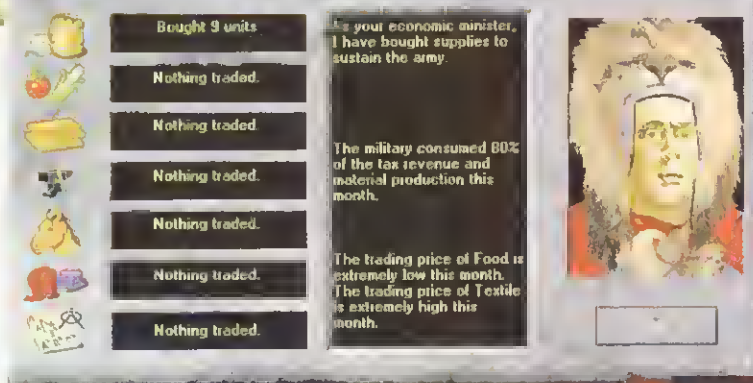 Bought 9 units
Nothing traded.
Nothing traded.
Nothing traded.
Nothing traded.
Nothing traded.
Nothing traded.
As your economic minister,
I have bought supplies to
sustain the army.
The military consumed 80%
of the tax revenue and
material production this
month.
The trading price of Food is
extremely low this month.
The trading price of Textile
is extremely high this
month.